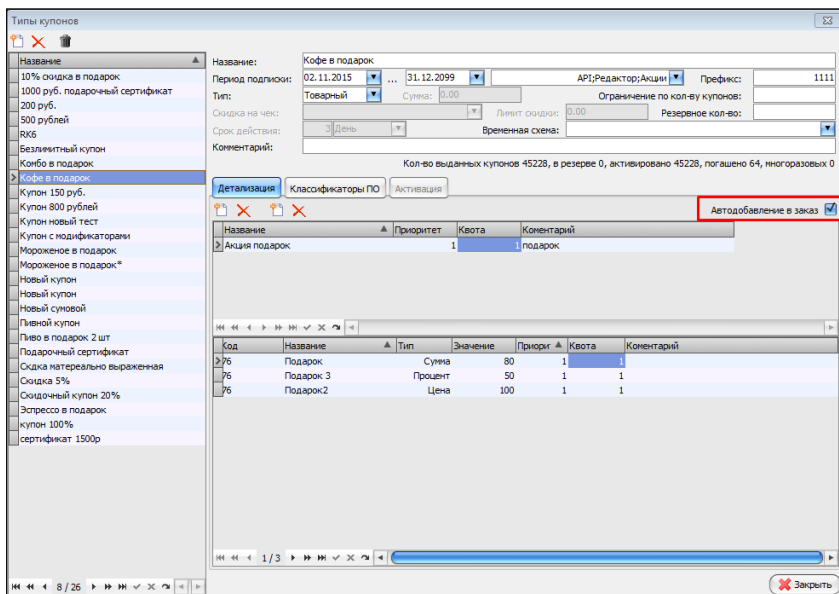 Типы купонов
Название
10% скидка в подарок
1000 руб. подарочный сертификат
200 руб.
500 рублей
RK6
Безлимитный купон
Комбо в подарок
Кофе в подарок
Купон 150 руб.
Купон 800 рублей
Купон новый тест
Купон с модификаторами
Мороженое в подарок
Мороженое в подарок*
Новый купон
Новый купон
Новый сумовой
Пивной купон
Пиво в подарок 2 шт
Подарочный сертификат
Скдка матереально выраженная
Скидка 5%
Скидочный купон 20%
Эспрессо в подарок
купон 100%
сертификат 1500р
8 / 26
Название: Кофе в подарок
Период подписки: 02.11.2015 ... 31.12.2099 API;Редактор;Акции Префикс: 1111
Тип: Товарный Сумма: 0.00 Ограничение по кол-ву купонов:
Скидка на чек: Лимит скидки: 0.00 Резервное кол-во:
Срок действия: 3 День Временная схема:
Комментарий:
Кол-во выданных купонов 45228, в резерве 0, активировано 45228, погашено 64, многоразовых 0
Детализация Классификаторы ПО Активация
Автодобавление в заказ
Название Приоритет Квота Коментарий
Акция подарок 1 1 подарок
Код Название Тип Значение Приорит Квота Коментарий
76 Подарок Сумма 80 1 1
76 Подарок 3 Процент 50 1 1
76 Подарок2 Цена 100 1 1
1 / 3
Закрыть